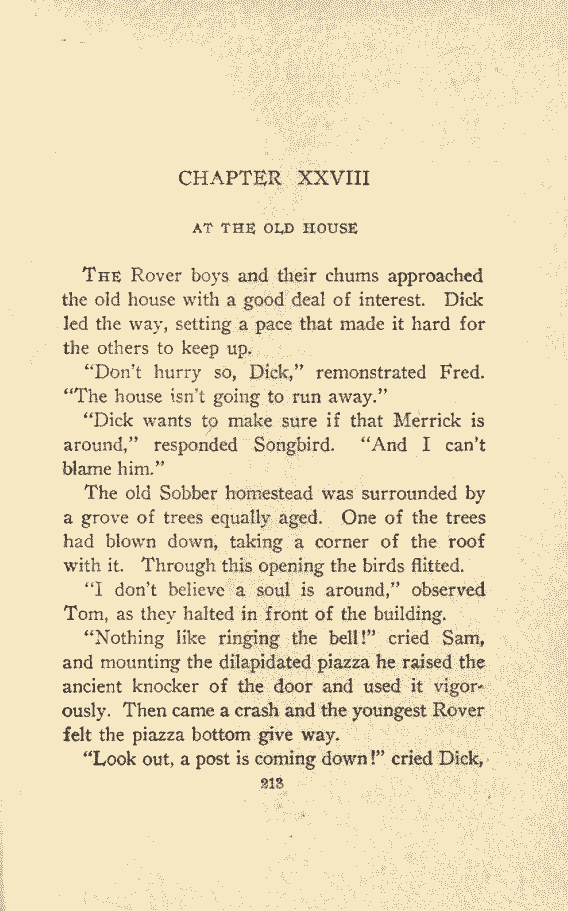 CHAPTER XXVIII
AT THE OLD HOUSE
THE Rover boys and their chums approached
the old house with a good deal of interest. Dick
led the way, setting a pace that made it hard for
the others to keep up.
"Don't hurry so, Dick," remonstrated Fred.
"The house isn't going to run away."
"Dick wants to make sure if that Merrick is
around," responded Songbird. "And I can't
blame him."
The old Sobber homestead was surrounded by
a grove of trees equally aged. One of the trees
had blown down, taking a corner of the roof
with it. Through this opening the birds flitted.
"I don't believe a soul is around," observed
Tom, as they halted in front of the building.
"Nothing like ringing the bell!" cried Sam,
and mounting the dilapidated piazza he raised the
ancient knocker of the door and used it vigor-
ously. Then came a crash and the youngest Rover
felt the piazza bottom give way.
"Look out, a post is coming down!" cried Dick,
213